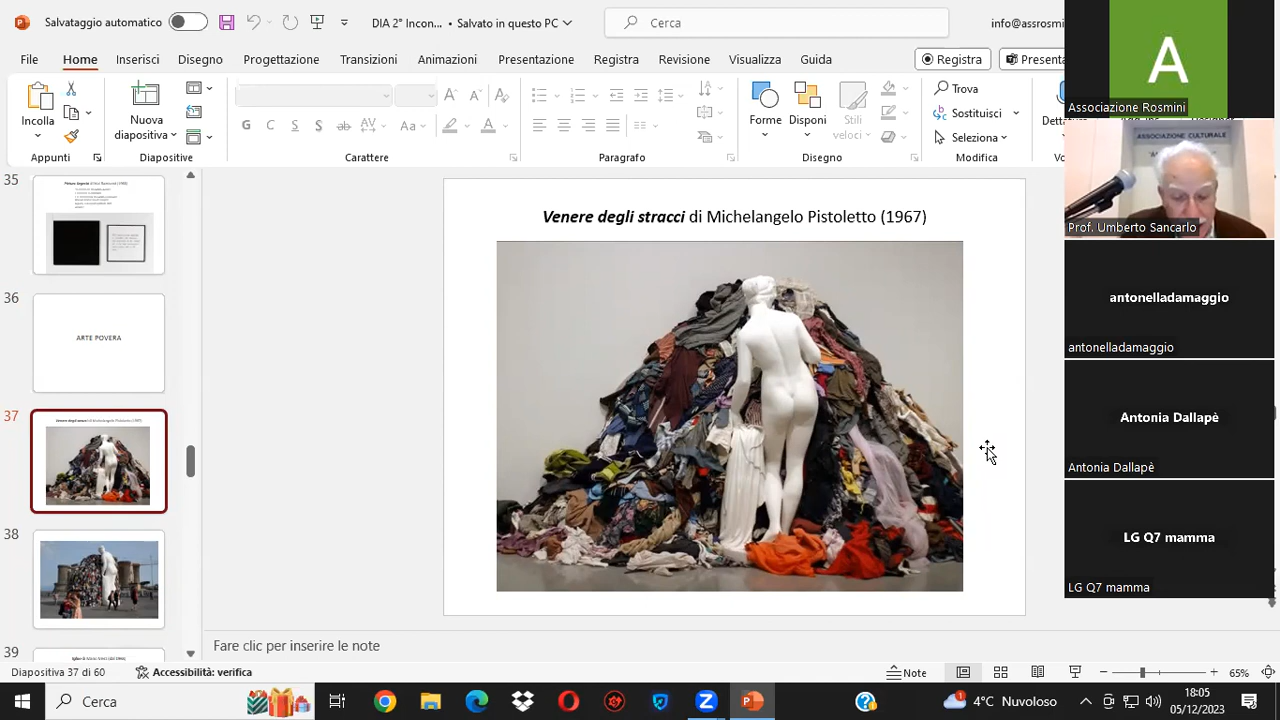 Salvataggio automatico
DIA 2° Incon... • Salvato in questo PC
Cerca
info@assrosmi
File
Home
Inserisci
Disegno
Progettazione
Transizioni
Animazioni
Presentazione
Registra
Revisione
Visualizza
Guida
Registra
Presenta
Incolla
Nuova
diapositiva
G
C
S
ab
Aa
Forme
Disponi
Stili
veloci
Trova
Sostituisci
Seleziona
Appunti
Diapositive
Carattere
Paragrafo
Disegno
Modifica
35
36
ARTE POVERA
37
38
39
Venere degli stracci di Michelangelo Pistoletto (1967)
A
Associazione Rosmini
ASSOCIAZIONE CULTURALE
Prof. Umberto Sancarlo
antonelladamaggio
antonelladamaggio
Antonia Dallapè
Antonia Dallapè
LG Q7 mamma
LG Q7 mamma
Fare clic per inserire le note
Diapositiva 37 di 60
Accessibilità: verifica
Note
65%
Cerca
1
4°C Nuvoloso
18:05
05/12/2023